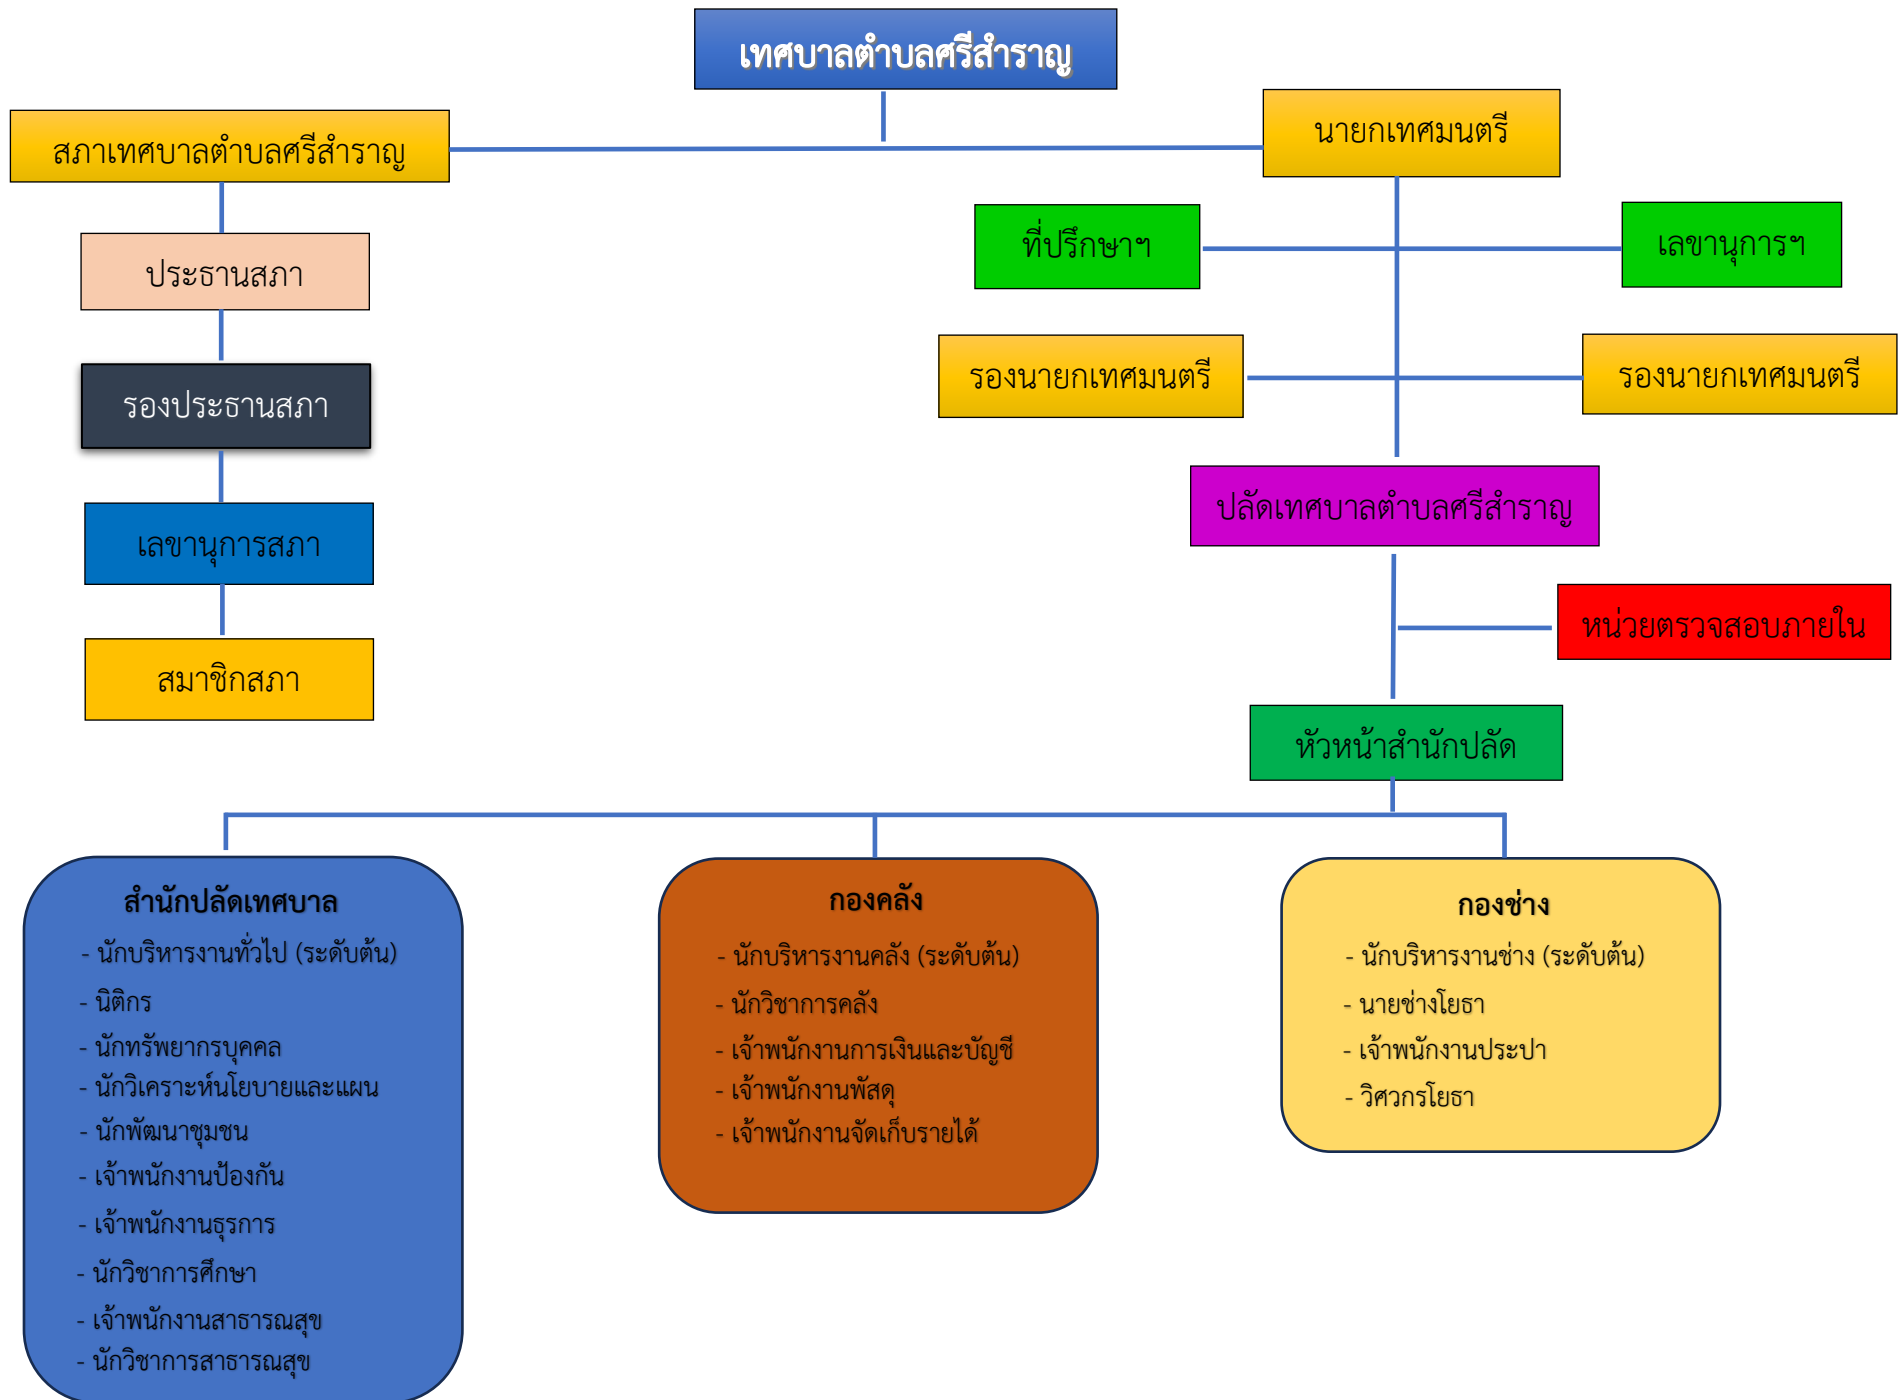 เทศบาลตำบลศรีสำราญ
สภาเทศบาลตำบลศรีสำราญ
นายกเทศมนตรี
ที่ปรึกษาฯ
เลขานุการฯ
ประธานสภา
รองนายกเทศมนตรี
รองนายกเทศมนตรี
รองประธานสภา
ปลัดเทศบาลตำบลศรีสำราญ
เลขานุการสภา
หน่วยตรวจสอบภายใน
สมาชิกสภา
หัวหน้าสำนักปลัด
สำนักปลัดเทศบาล
- นักบริหารงานทั่วไป (ระดับต้น)
- นิติกร
- นักทรัพยากรบุคคล
- นักวิเคราะห์นโยบายและแผน
- นักพัฒนาชุมชน
- เจ้าพนักงานป้องกัน
- เจ้าพนักงานธุรการ
- นักวิชาการศึกษา
- เจ้าพนักงานสาธารณสุข
- นักวิชาการสาธารณสุข
กองคลัง
- นักบริหารงานคลัง (ระดับต้น)
- นักวิชาการคลัง
- เจ้าพนักงานการเงินและบัญชี
- เจ้าพนักงานพัสดุ
- เจ้าพนักงานจัดเก็บรายได้
กองช่าง
- นักบริหารงานช่าง (ระดับต้น)
- นายช่างโยธา
- เจ้าพนักงานประปา
- วิศวกรโยธา